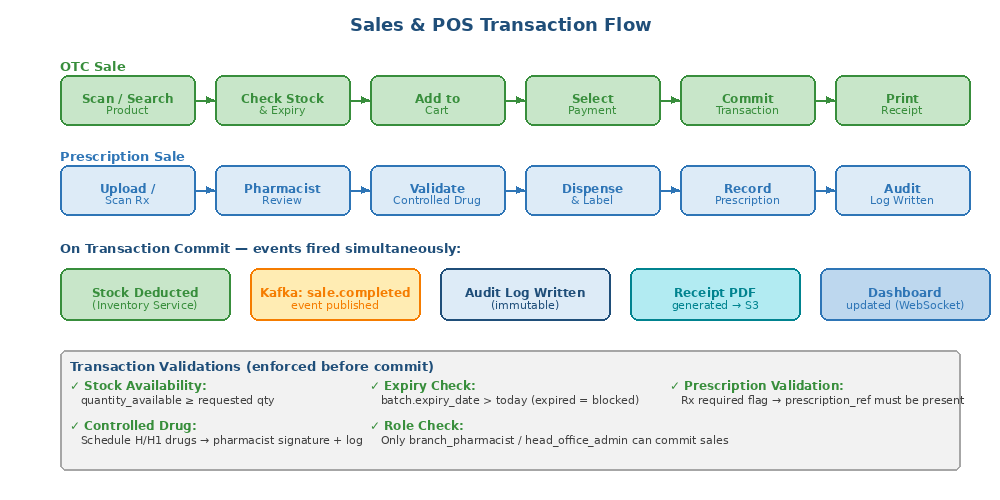 Sales & POS Transaction Flow
OTC Sale
Scan / Search
Product
Check Stock
& Expiry
Add to
Cart
Select
Payment
Commit
Transaction
Print
Receipt
Prescription Sale
Upload /
Scan Rx
Pharmacist
Review
Validate
Controlled Drug
Dispense
& Label
Record
Prescription
Audit
Log Written
On Transaction Commit — events fired simultaneously:
Stock Deducted
(Inventory Service)
Kafka: sale.completed
event published
Audit Log Written
(immutable)
Receipt PDF
generated → S3
Dashboard
updated (WebSocket)
Transaction Validations (enforced before commit)
✓ Stock Availability:
quantity_available ≥ requested qty
✓ Expiry Check:
batch.expiry_date > today (expired = blocked)
✓ Prescription Validation:
Rx required flag → prescription_ref must be present
✓ Controlled Drug:
Schedule H/H1 drugs → pharmacist signature + log
✓ Role Check:
Only branch_pharmacist / head_office_admin can commit sales